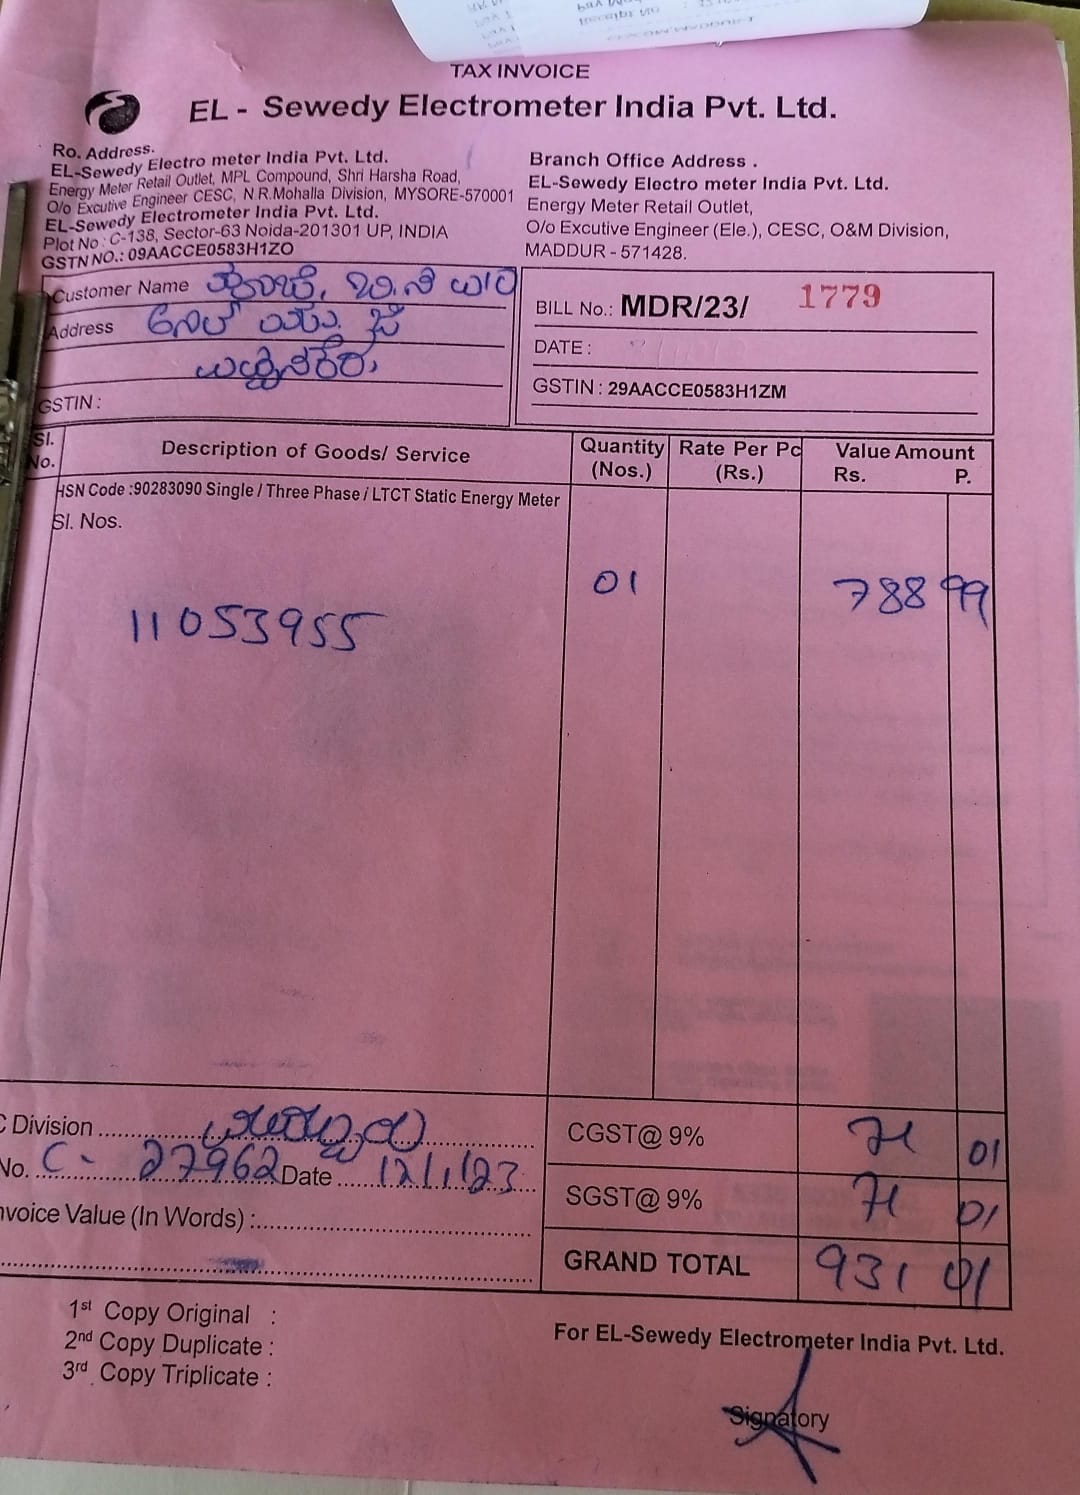 TAX INVOICE
EL - Sewedy Electrometer India Pvt. Ltd.
Ro. Address.
EL-Sewedy Electro meter India Pvt. Ltd.
Energy Meter Retail Outlet, MPL Compound, Shri Harsha Road,
O/o Excutive Engineer CESC, N.R.Mohalla Division, MYSORE-570001
EL-Sewedy Electrometer India Pvt. Ltd.
Plot No : C-138, Sector-63 Noida-201301 UP, INDIA
GSTN NO.: 09AACCE0583H1ZO
Branch Office Address .
EL-Sewedy Electro meter India Pvt. Ltd.
Energy Meter Retail Outlet,
O/o Excutive Engineer (Ele.), CESC, O&M Division,
MADDUR - 571428.
Customer Name
Address
GSTIN :
BILL No.: MDR/23/ 1779
DATE :
GSTIN : 29AACCE0583H1ZM
Sl. No. Description of Goods/ Service Quantity (Nos.) Rate Per Pc (Rs.) Value Amount Rs. P.
HSN Code :90283090 Single / Three Phase / LTCT Static Energy Meter
Sl. Nos.
11053955 01 788 99
C Division
No. C- 27962 Date 12/1/23
nvoice Value (In Words) :
CGST@ 9% 71 01
SGST@ 9% 71 01
GRAND TOTAL 931 01
1st Copy Original :
2nd Copy Duplicate :
3rd Copy Triplicate :
For EL-Sewedy Electrometer India Pvt. Ltd.
Signatory